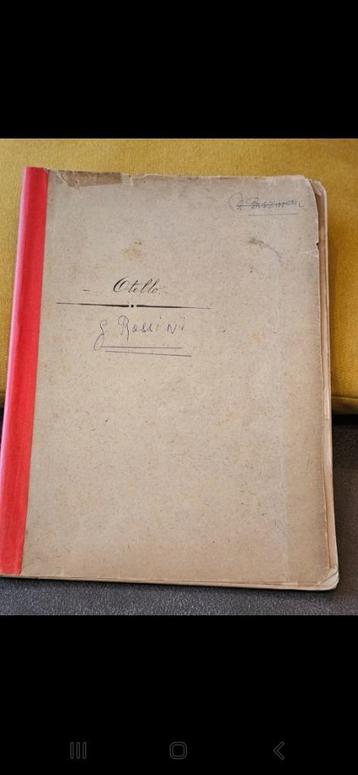 - Otello -
G. Rossini